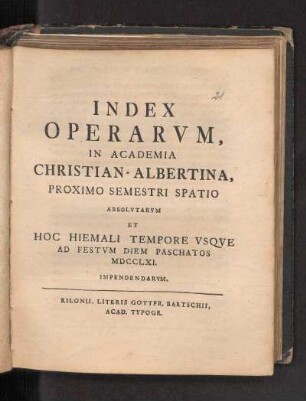 21
INDEX
OPERARVM,
IN ACADEMIA
CHRISTIAN-ALBERTINA,
PROXIMO SEMESTRI SPATIO
ABSOLVTARVM
ET
HOC HIEMALI TEMPORE VSQVE
AD FESTVM DIEM PASCHATOS
MDCCLXI.
IMPENDENDARVM.
KILONII, LITERIS GOTTFR. BARTSCHII,
ACAD. TYPOGR.